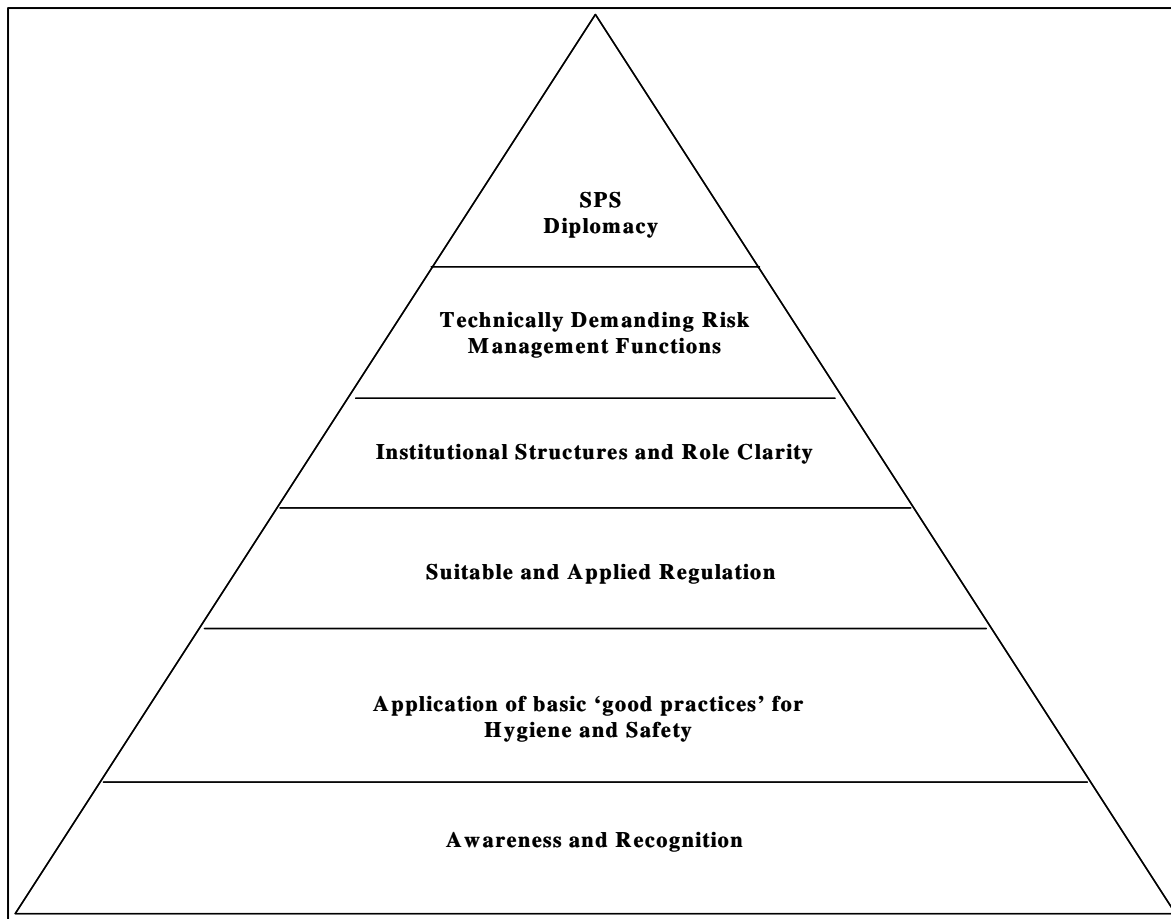 SPS
Diplomacy
Technically Demanding Risk
Management Functions
Institutional Structures and Role Clarity
Suitable and Applied Regulation
Application of basic ‘good practices’ for
Hygiene and Safety
Awareness and Recognition